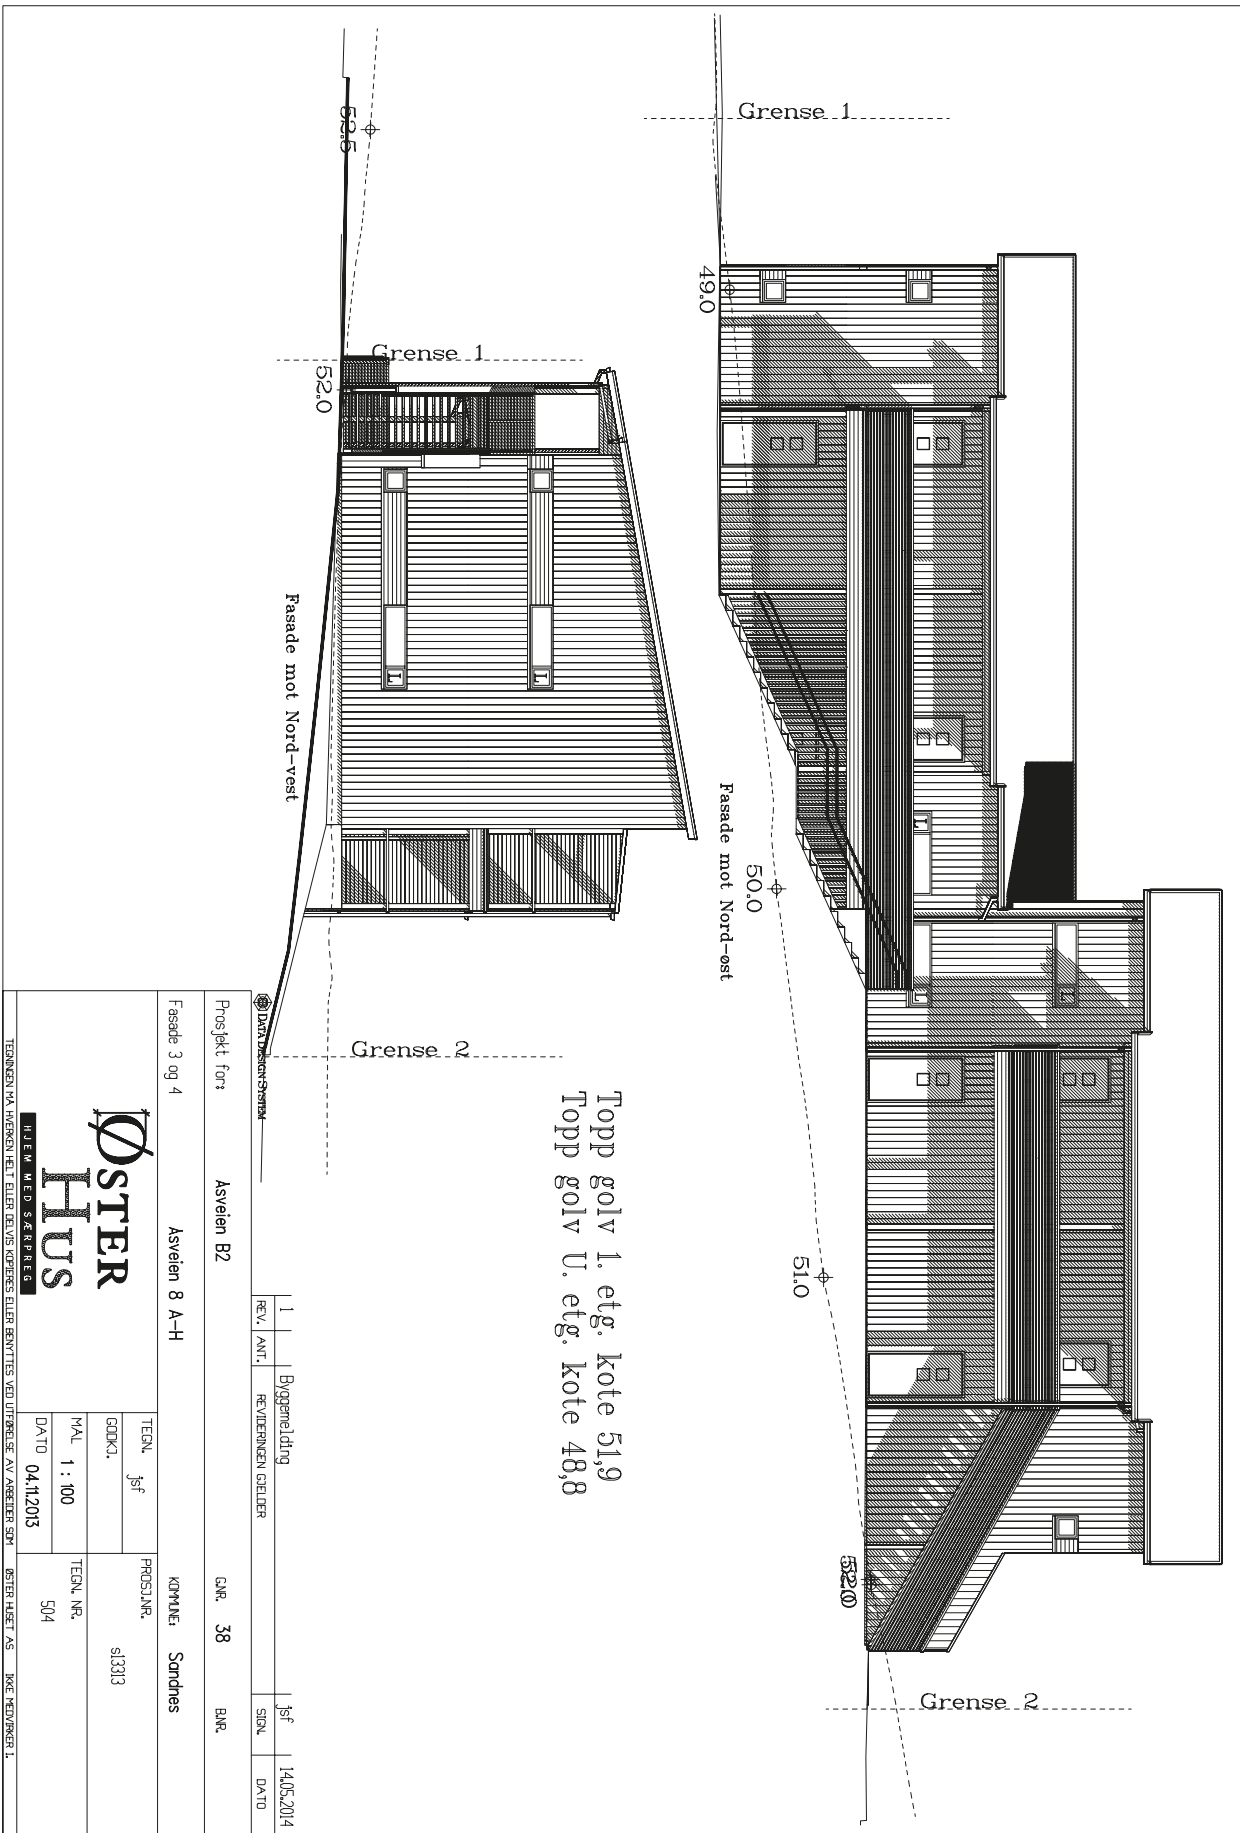 Grense 1
49.0
50.0
51.0
52.0
Grense 2
Fasade mot Nord-øst
52.5
Grense 1
52.0
Grense 2
Fasade mot Nord-vest
Topp golv 1. etg. kote 51,9
Topp golv U. etg. kote 48,8
L
L
L
L
L
DATA DESIGN SYSTEM
1 Byggemelding jsf 14.05.2014
REV. ANT. REVIDERINGEN GJELDER SIGN. DATO
Prosjekt for: Åsveien B2 GNR. 38 BNR.
Fasade 3 og 4 Åsveien 8 A-H KOMMUNE: Sandnes
ØSTER
HUS
HJEM MED SÆRPREG
TEGN. jsf
GODKJ.
MÅL 1 : 100
DATO 04.11.2013
PROSJ.NR. s13313
TEGN. NR. 504
TEGNINGEN MÅ HVERKEN HELT ELLER DELVIS KOPIERES ELLER BENYTTES VED UTFØRELSE AV ARBEIDER SOM ØSTER HUSET AS IKKE MEDVIRKER I.